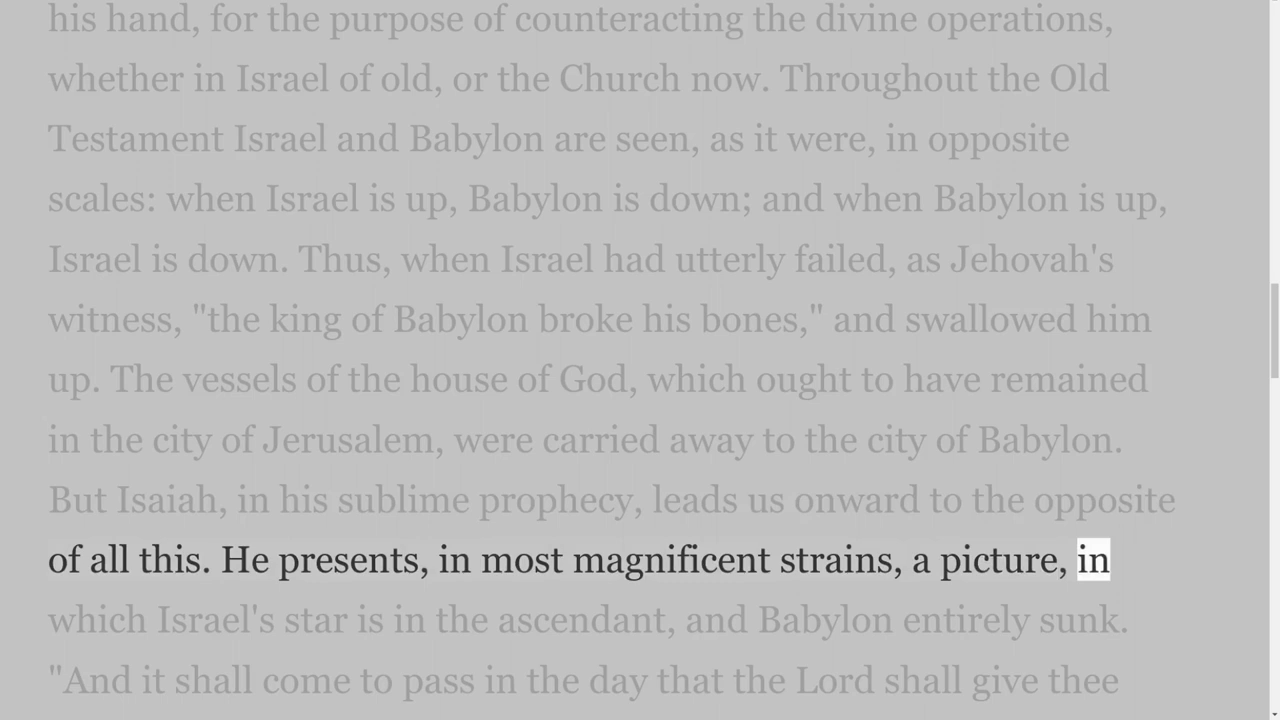 his hand, for the purpose of counteracting the divine operations,
whether in Israel of old, or the Church now. Throughout the Old
Testament Israel and Babylon are seen, as it were, in opposite
scales: when Israel is up, Babylon is down; and when Babylon is up,
Israel is down. Thus, when Israel had utterly failed, as Jehovah's
witness, "the king of Babylon broke his bones," and swallowed him
up. The vessels of the house of God, which ought to have remained
in the city of Jerusalem, were carried away to the city of Babylon.
But Isaiah, in his sublime prophecy, leads us onward to the opposite
of all this. He presents, in most magnificent strains, a picture, in
which Israel's star is in the ascendant, and Babylon entirely sunk.
"And it shall come to pass in the day that the Lord shall give thee